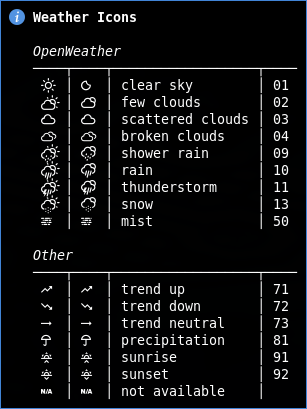 Weather Icons
OpenWeather
clear sky 01
few clouds 02
scattered clouds 03
broken clouds 04
shower rain 09
rain 10
thunderstorm 11
snow 13
mist 50
Other
trend up 71
trend down 72
trend neutral 73
precipitation 81
sunrise 91
sunset 92
N/A N/A not available